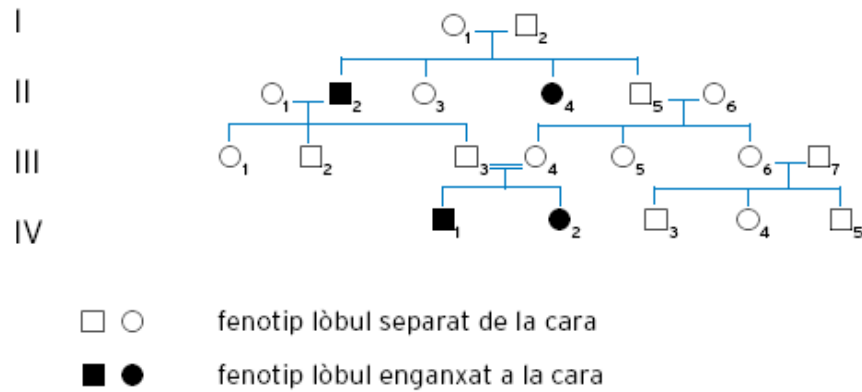 I
1 2
II
1 2 3 4 5 6
III
1 2 3 4 5 6 7
IV
1 2 3 4 5
fenotip lòbul separat de la cara
fenotip lòbul enganxat a la cara